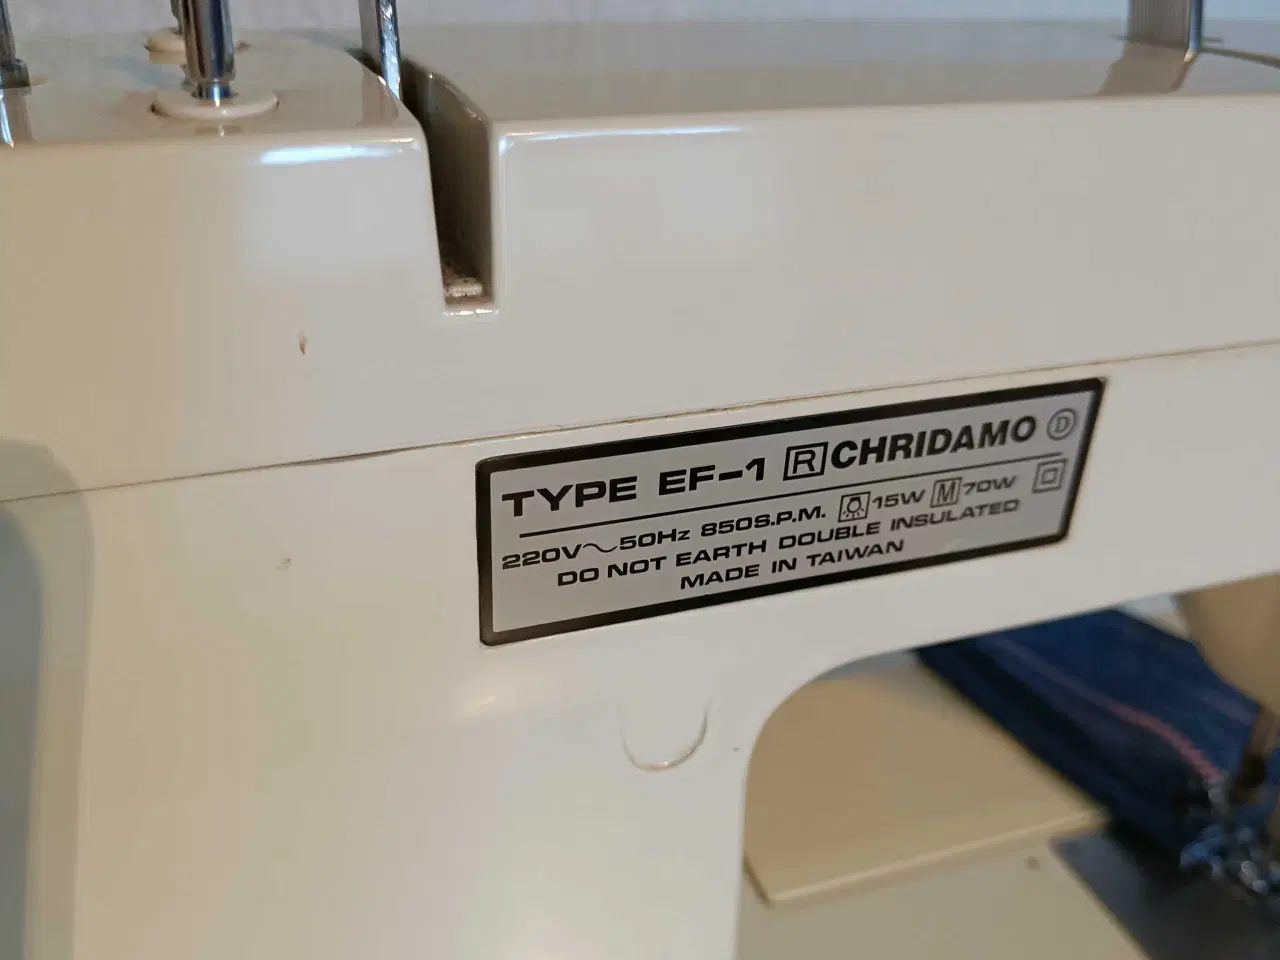 TYPE EF-1 R CHRIDAMO D
220V~50Hz 850S.P.M. 15W M 70W
DO NOT EARTH DOUBLE INSULATED
MADE IN TAIWAN